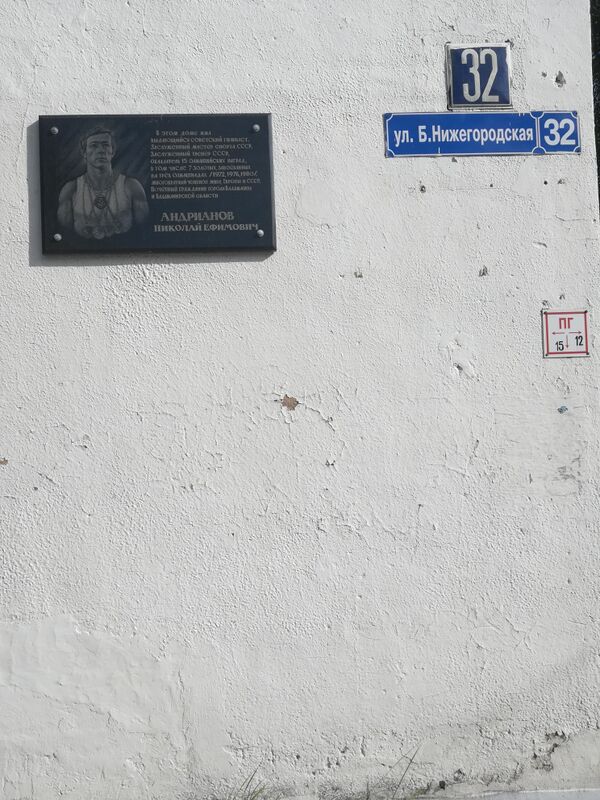 32
ул. Б.Нижегородская 32
В этом доме жил
выдающийся советский гимнаст,
Заслуженный мастер спорта СССР,
Заслуженный тренер СССР,
обладатель 15 олимпийских наград,
в том числе 7 золотых, завоеванных
на трёх Олимпиадах /1972, 1976, 1980/,
многократный чемпион мира, Европы и СССР,
Почетный гражданин города Владимира
и Владимирской области
АНДРИАНОВ
НИКОЛАЙ ЕФИМОВИЧ
ПГ
15 12